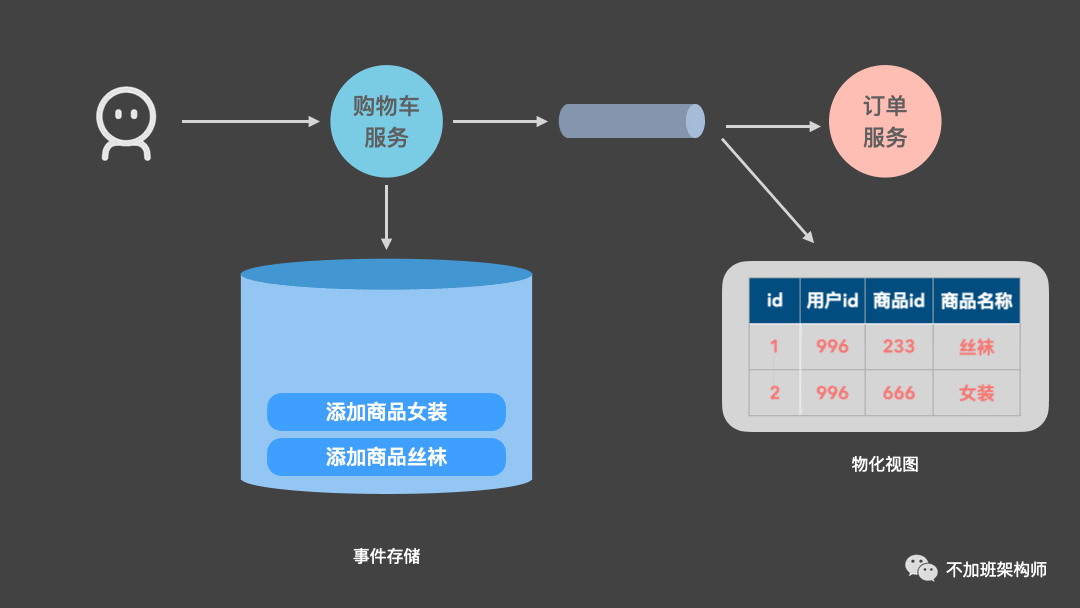 购物车
服务
订单
服务
添加商品女装
添加商品丝袜
事件存储
id 用户id 商品id 商品名称
1 996 233 丝袜
2 996 666 女装
物化视图
不加班架构师